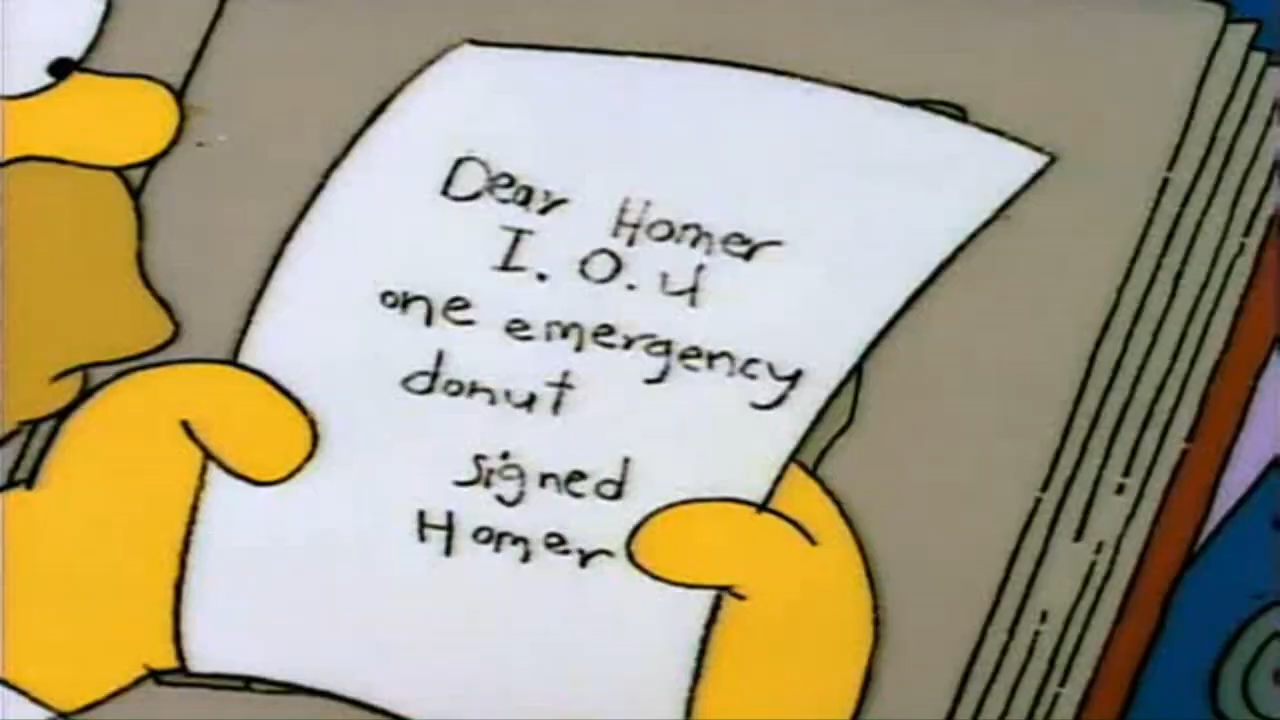 Dear Homer
I. O. U
one emergency
donut
signed
Homer